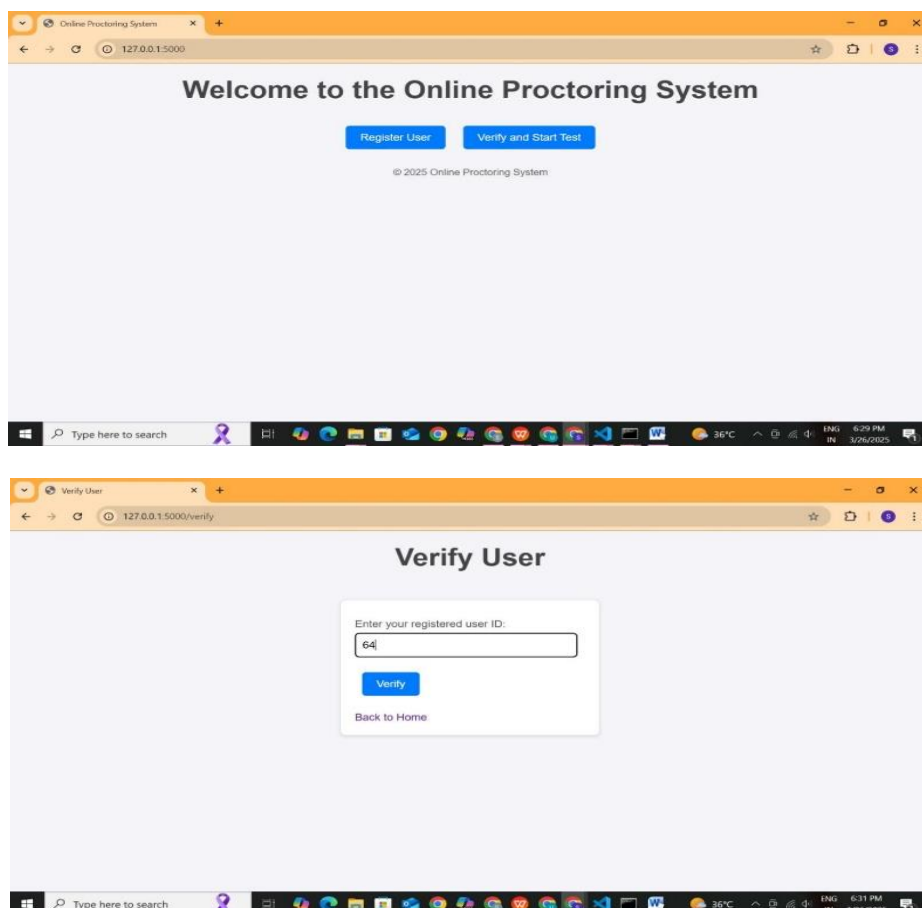 Online Proctoring System
127.0.0.1:5000
S
Welcome to the Online Proctoring System
Register User Verify and Start Test
© 2025 Online Proctoring System
Type here to search
W
W
36°C
ENG 6:29 PM
IN 3/26/2025
Verify User
127.0.0.1:5000/verify
S
Verify User
Enter your registered user ID:
64
Verify
Back to Home
Type here to search
W
W
36°C
ENG 6:31 PM